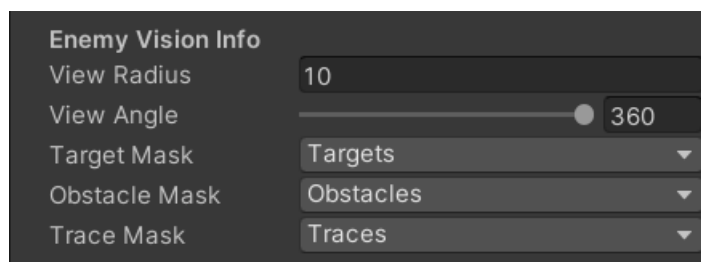 Enemy Vision Info
View Radius 10
View Angle 360
Target Mask Targets
Obstacle Mask Obstacles
Trace Mask Traces